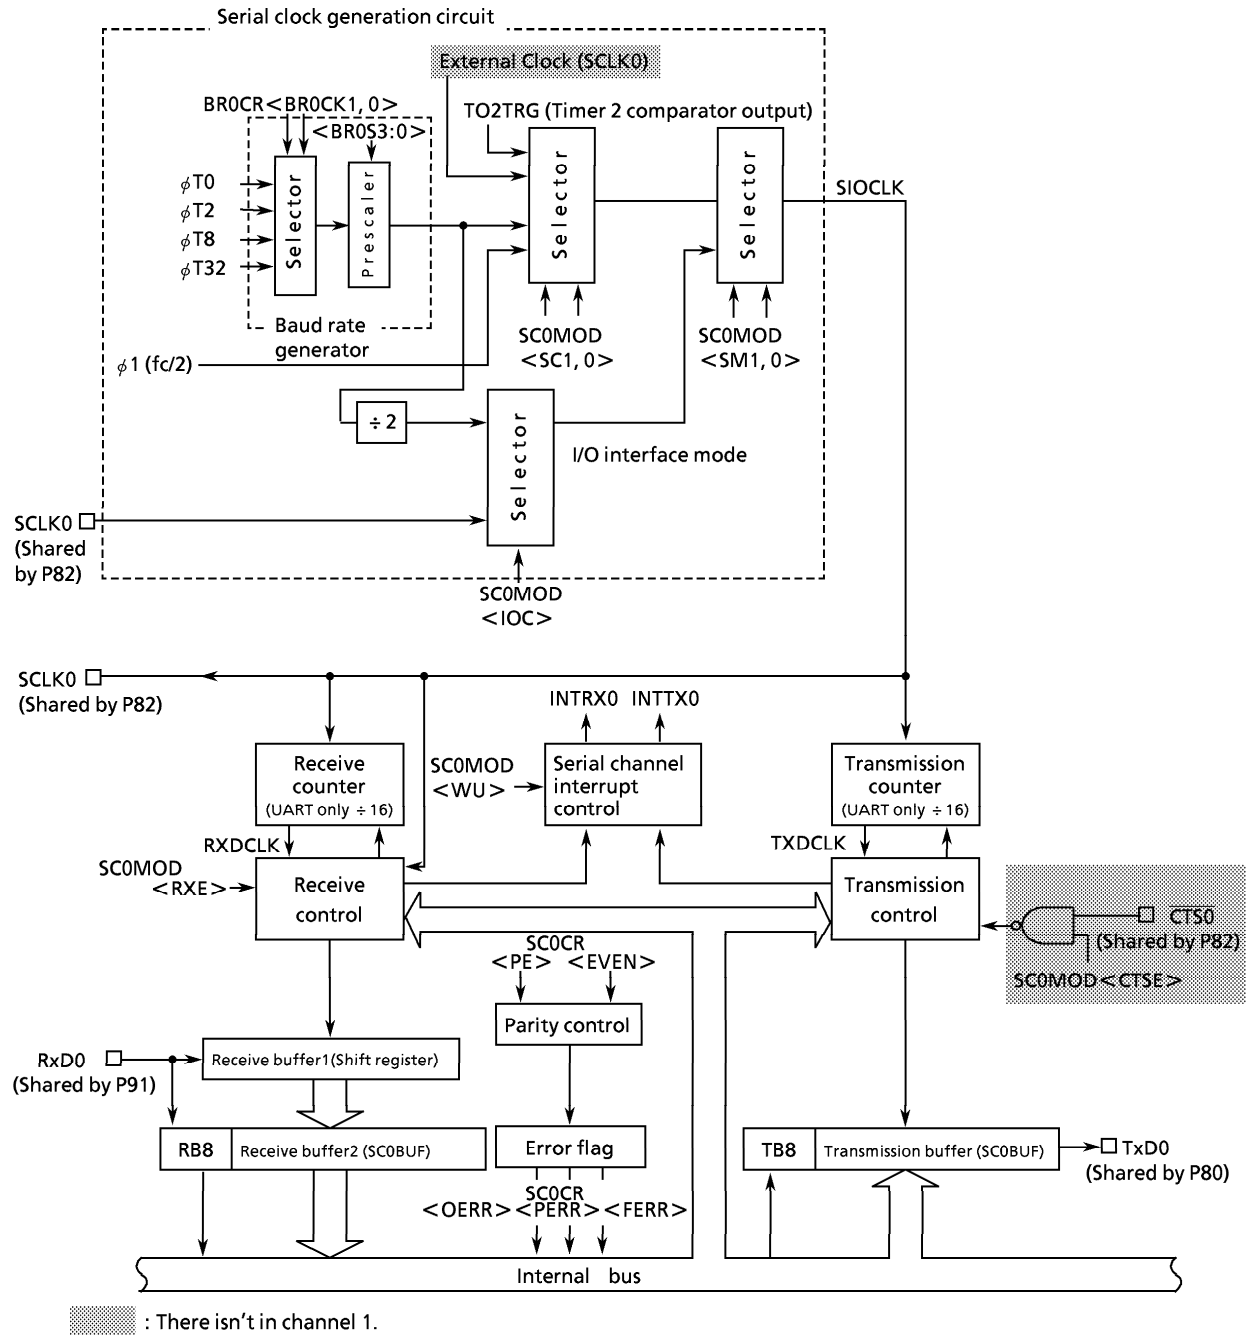 Serial clock generation circuit
External Clock (SCLK0)
BR0CR<BR0CK1, 0>
TO2TRG (Timer 2 comparator output)
<BR0S3:0>
Selector
Prescaler
Selector
Selector
SIOCLK
φT0
φT2
φT8
φT32
Baud rate
generator
SC0MOD
<SC1, 0>
SC0MOD
<SM1, 0>
φ1 (fc/2)
÷2
Selector
I/O interface mode
SCLK0
(Shared
by P82)
SC0MOD
<IOC>
SCLK0
(Shared by P82)
INTRX0
INTTX0
Receive
counter
(UART only ÷16)
SC0MOD
<WU>
Serial channel
interrupt
control
Transmission
counter
(UART only ÷16)
RXDCLK
TXDCLK
SC0MOD
<RXE>
Receive
control
Transmission
control
CTS0
(Shared by P82)
SC0MOD<CTSE>
SC0CR
<PE>
<EVEN>
Parity control
RxD0
(Shared by P91)
Receive buffer1(Shift register)
RB8
Receive buffer2 (SC0BUF)
Error flag
TB8
Transmission buffer (SC0BUF)
TxD0
(Shared by P80)
SC0CR
<OERR>
<PERR>
<FERR>
Internal bus
: There isn't in channel 1.